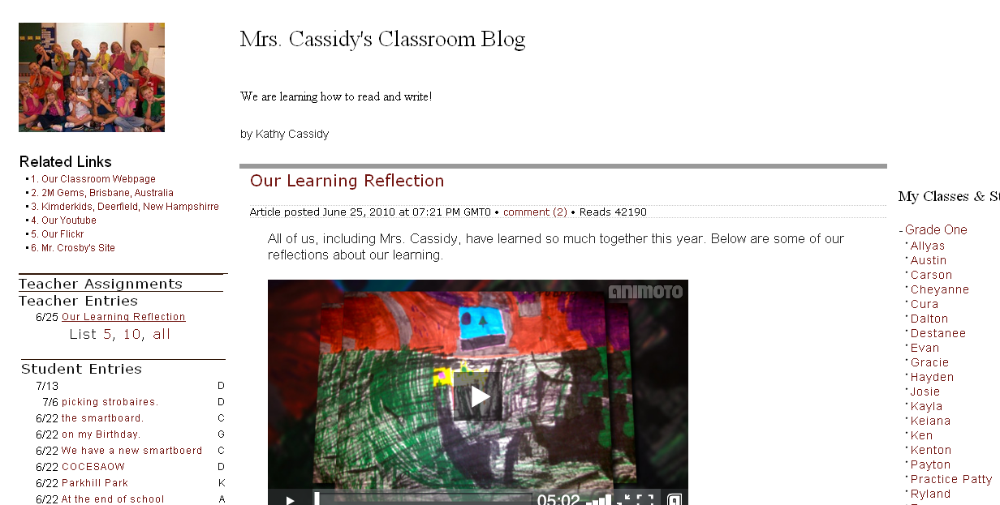 Mrs. Cassidy's Classroom Blog
We are learning how to read and write!
by Kathy Cassidy
Related Links
1. Our Classroom Webpage
2. 2M Gems, Brisbane, Australia
3. Kimderkids, Deerfield, New Hampshirre
4. Our Youtube
5. Our Flickr
6. Mr. Crosby's Site
Teacher Assignments
Teacher Entries
6/25 Our Learning Reflection
List 5, 10, all
Student Entries
7/13 D
7/6 picking strobaires. D
6/22 the smartboard. C
6/22 on my Birthday. G
6/22 We have a new smartboerd C
6/22 COCESAOW D
6/22 Parkhill Park K
6/22 At the end of school A
Our Learning Reflection
Article posted June 25, 2010 at 07:21 PM GMT0 • comment (2) • Reads 42190
All of us, including Mrs. Cassidy, have learned so much together this year. Below are some of our
reflections about our learning.
ANIMOTO
05:02
My Classes & St
- Grade One
Allyas
Austin
Carson
Cheyanne
Cura
Dalton
Destanee
Evan
Gracie
Hayden
Josie
Kayla
Keiana
Ken
Kenton
Payton
Practice Patty
Ryland